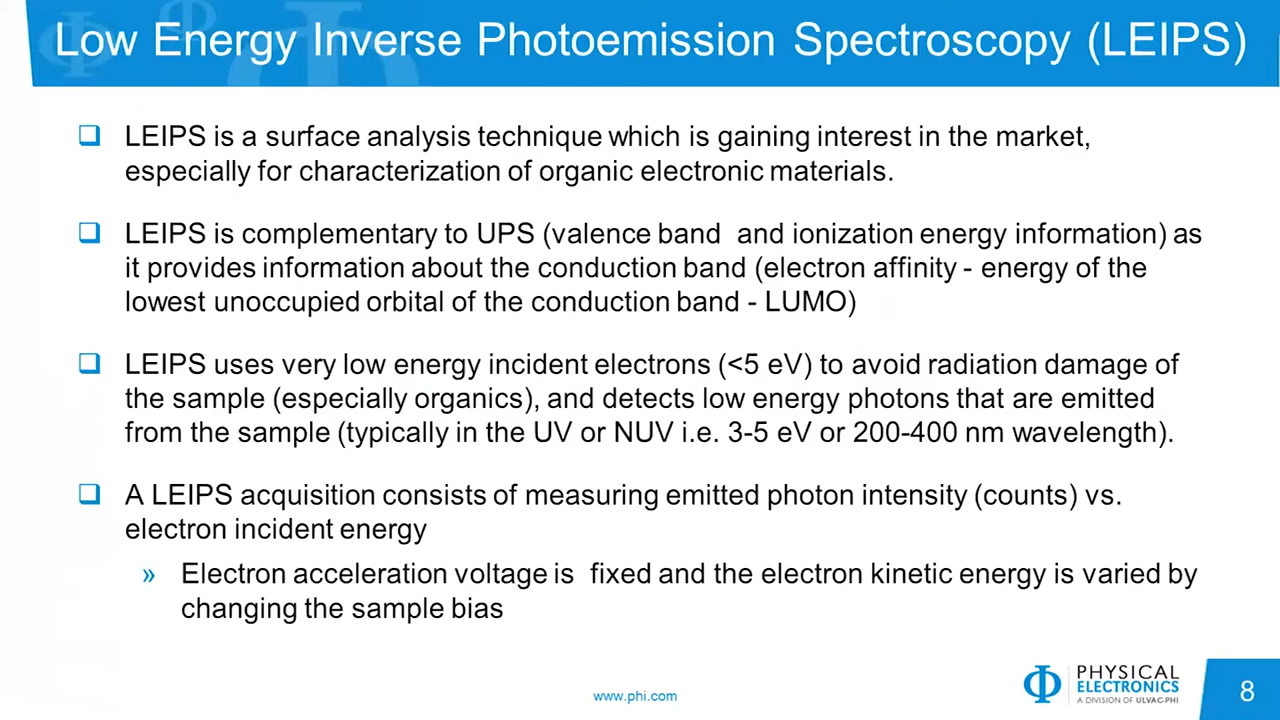 Low Energy Inverse Photoemission Spectroscopy (LEIPS)
LEIPS is a surface analysis technique which is gaining interest in the market,
especially for characterization of organic electronic materials.
LEIPS is complementary to UPS (valence band and ionization energy information) as
it provides information about the conduction band (electron affinity - energy of the
lowest unoccupied orbital of the conduction band - LUMO)
LEIPS uses very low energy incident electrons (<5 eV) to avoid radiation damage of
the sample (especially organics), and detects low energy photons that are emitted
from the sample (typically in the UV or NUV i.e. 3-5 eV or 200-400 nm wavelength).
A LEIPS acquisition consists of measuring emitted photon intensity (counts) vs.
electron incident energy
» Electron acceleration voltage is fixed and the electron kinetic energy is varied by
changing the sample bias
www.phi.com
PHYSICAL
ELECTRONICS
A DIVISION OF ULVAC-PHI
8